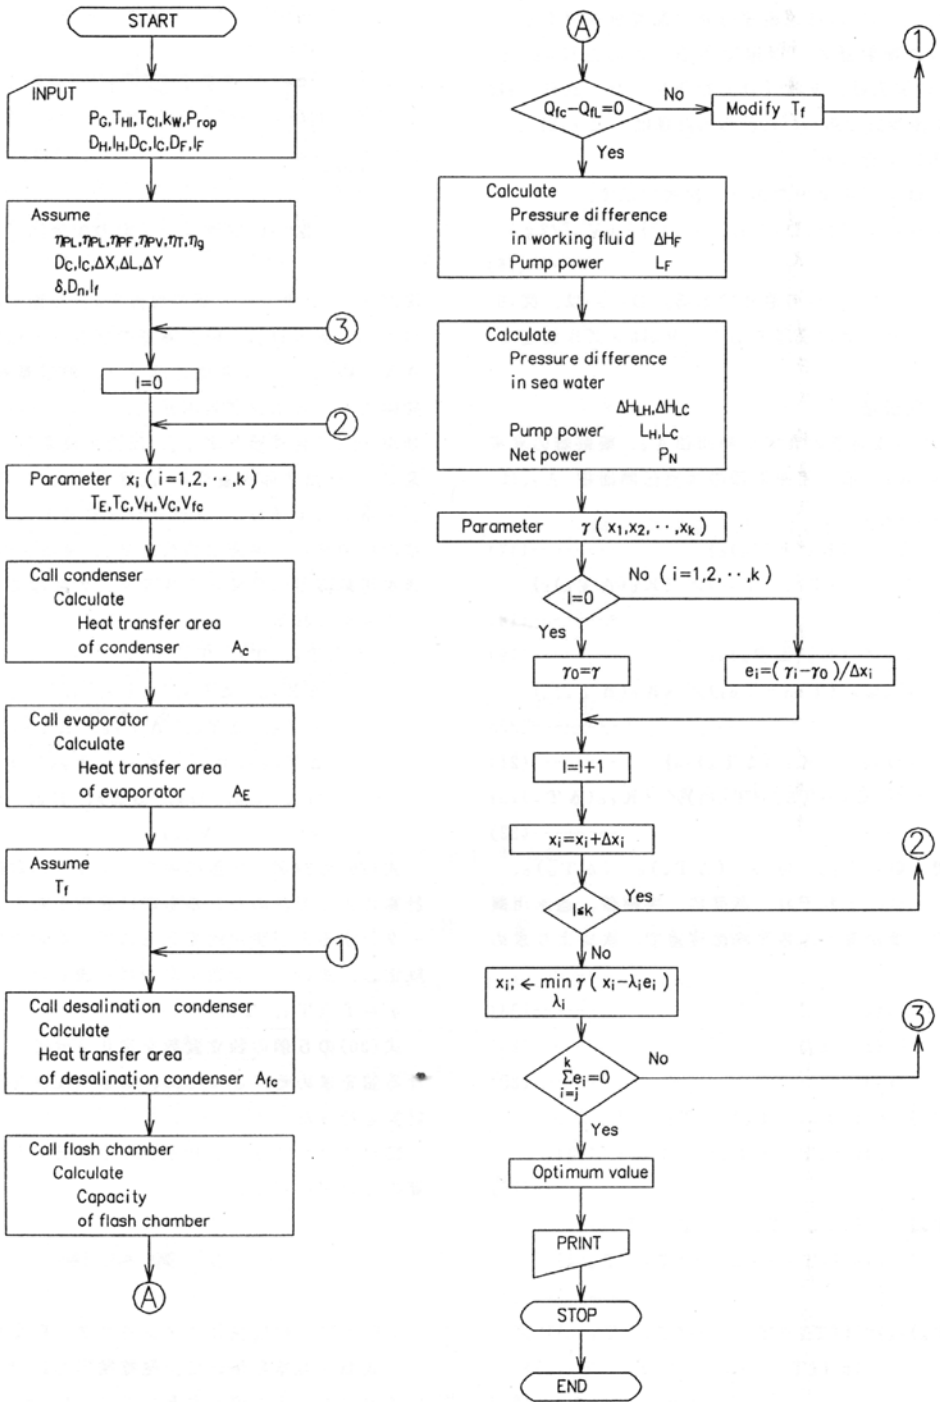 START
INPUT
P_G,T_HI,T_CI,k_W,P_rop
D_H,l_H,D_C,l_C,D_F,l_F
Assume
η_PL,η_PL,η_PF,η_PV,η_T,η_g
D_C,l_C,ΔX,ΔL,ΔY
δ,D_n,l_f
③
I=0
②
Parameter x_i (i=1,2,··,k)
T_E,T_C,V_H,V_C,V_fc
Call condenser
Calculate
Heat transfer area
of condenser A_c
Call evaporator
Calculate
Heat transfer area
of evaporator A_E
Assume
T_f
①
Call desalination condenser
Calculate
Heat transfer area
of desalination condenser A_fc
Call flash chamber
Calculate
Capacity
of flash chamber
A
A
①
Q_fc-Q_fL=0
No
Modify T_f
Yes
Calculate
Pressure difference
in working fluid ΔH_F
Pump power L_F
Calculate
Pressure difference
in sea water
ΔH_LH,ΔH_LC
Pump power L_H,L_C
Net power P_N
Parameter γ(x_1,x_2,··,x_k)
No (i=1,2,··,k)
I=0
Yes
γ_0=γ
e_i=(γ_i-γ_0)/Δx_i
I=I+1
x_i=x_i+Δx_i
②
Yes
I≦k
No
x_i; ← min γ(x_i-λ_i e_i)
λ_i
③
k
Σe_i=0
i=j
No
Yes
Optimum value
PRINT
STOP
END